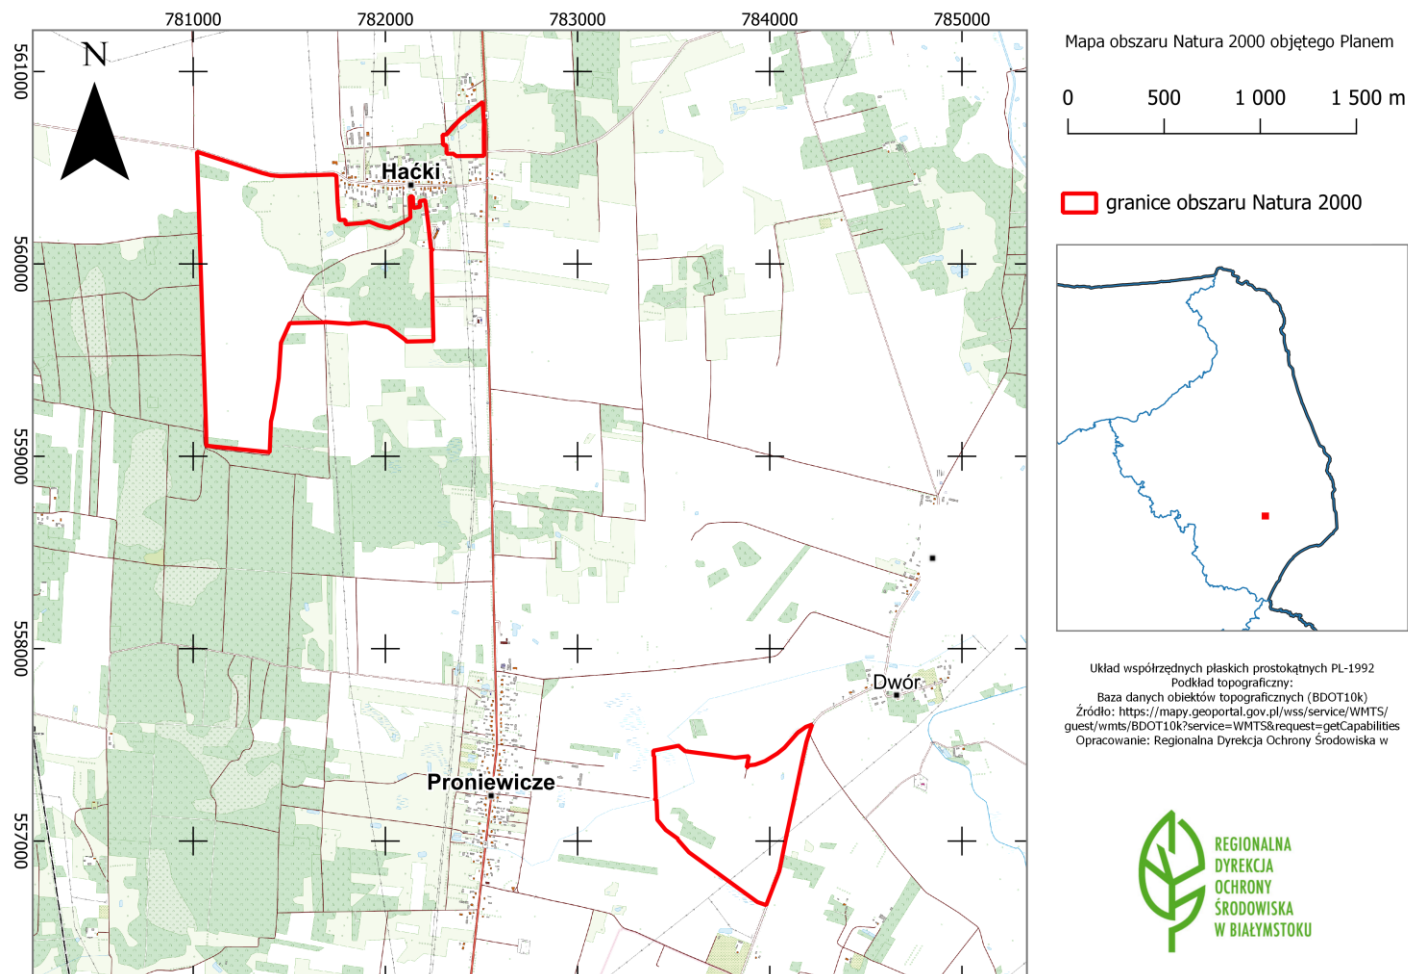 781000 782000 783000 784000 785000
561000
560000
559000
558000
557000
N
Haćki
Dwór
Proniewicze
Mapa obszaru Natura 2000 objętego Planem
0 500 1 000 1 500 m
granice obszaru Natura 2000
Układ współrzędnych płaskich prostokątnych PL-1992
Podkład topograficzny:
Baza danych obiektów topograficznych (BDOT10k)
Źródło: https://mapy.geoportal.gov.pl/wss/service/WMTS/
guest/wmts/BDOT10k?service=WMTS&request=getCapabilities
Opracowanie: Regionalna Dyrekcja Ochrony Środowiska w
REGIONALNA
DYREKCJA
OCHRONY
ŚRODOWISKA
W BIAŁYMSTOKU